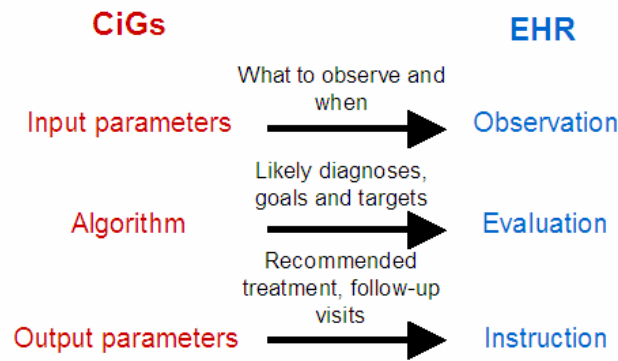 CiGs
EHR
What to observe and
when
Input parameters
Observation
Likely diagnoses,
goals and targets
Algorithm
Evaluation
Recommended
treatment, follow-up
visits
Output parameters
Instruction